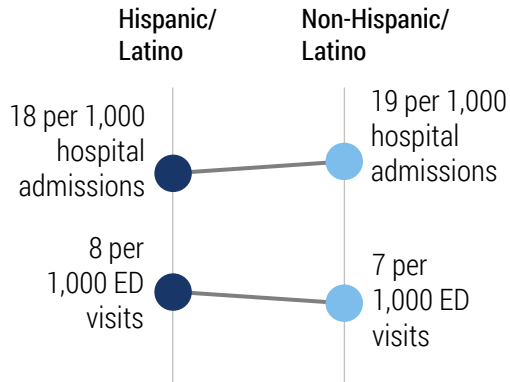 Hispanic/
Latino
Non-Hispanic/
Latino
18 per 1,000
hospital
admissions
19 per 1,000
hospital
admissions
8 per
1,000 ED
visits
7 per
1,000 ED
visits